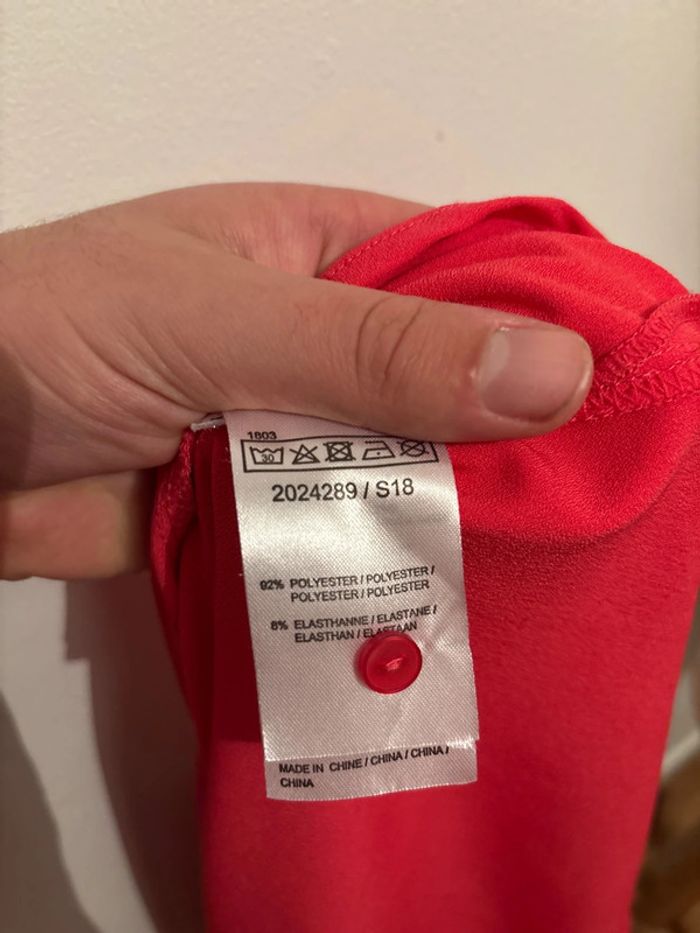 1803
30
2024289 / S18
92% POLYESTER / POLYESTER /
POLYESTER / POLYESTER
8% ELASTHANNE / ELASTANE /
ELASTHAN / ELASTAAN
MADE IN CHINE / CHINA / CHINA /
CHINA